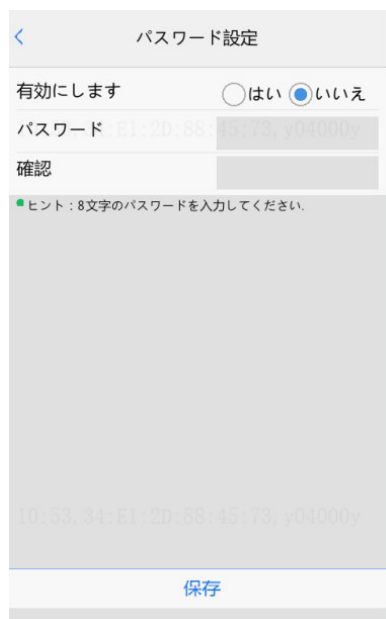 パスワード設定
有効にします はい いいえ
パスワード
確認
ヒント：8文字のパスワードを入力してください.
10:53, 34:E1:2D:88:45:73, y04000y
保存